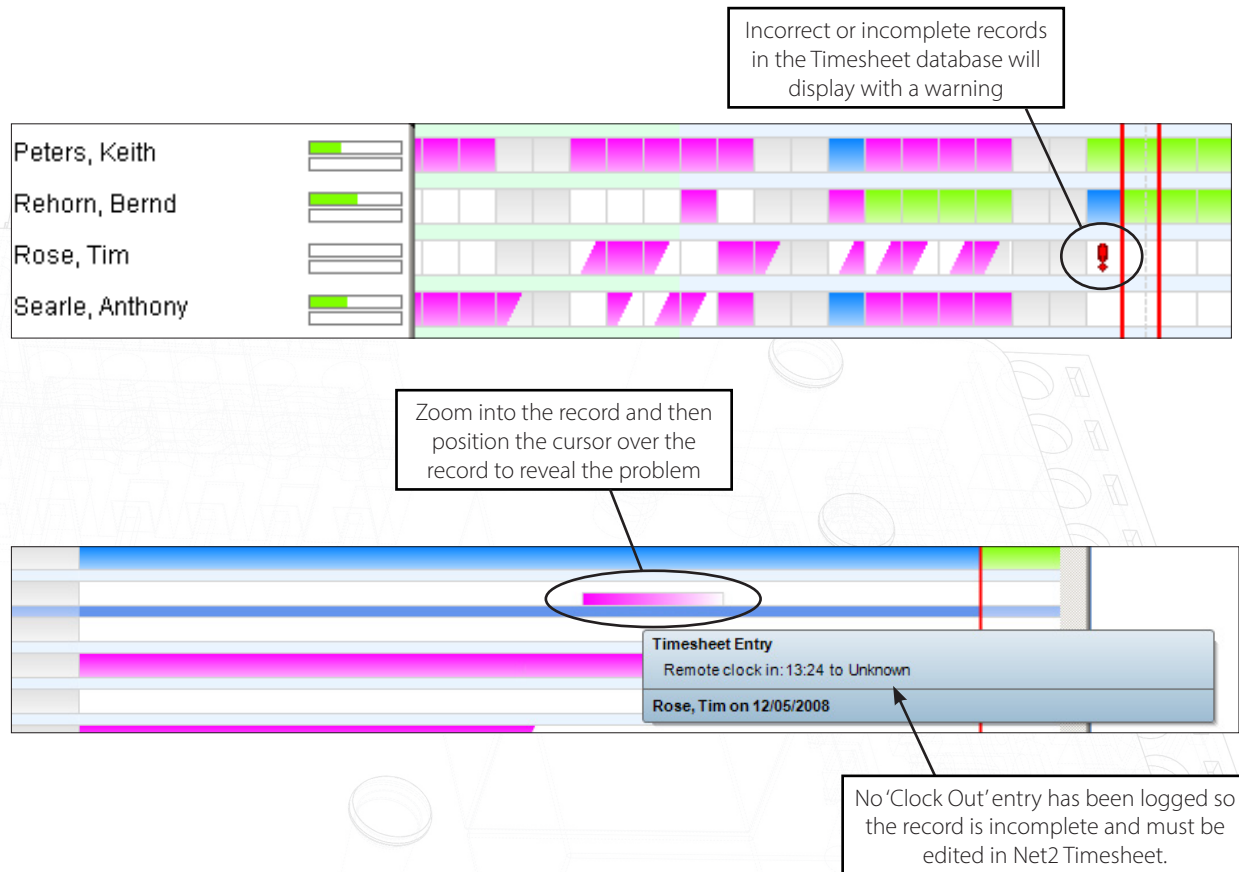 Incorrect or incomplete records
in the Timesheet database will
display with a warning
Peters, Keith
Rehorn, Bernd
Rose, Tim
Searle, Anthony
Zoom into the record and then
position the cursor over the
record to reveal the problem
Timesheet Entry
Remote clock in: 13:24 to Unknown
Rose, Tim on 12/05/2008
No 'Clock Out' entry has been logged so
the record is incomplete and must be
edited in Net2 Timesheet.